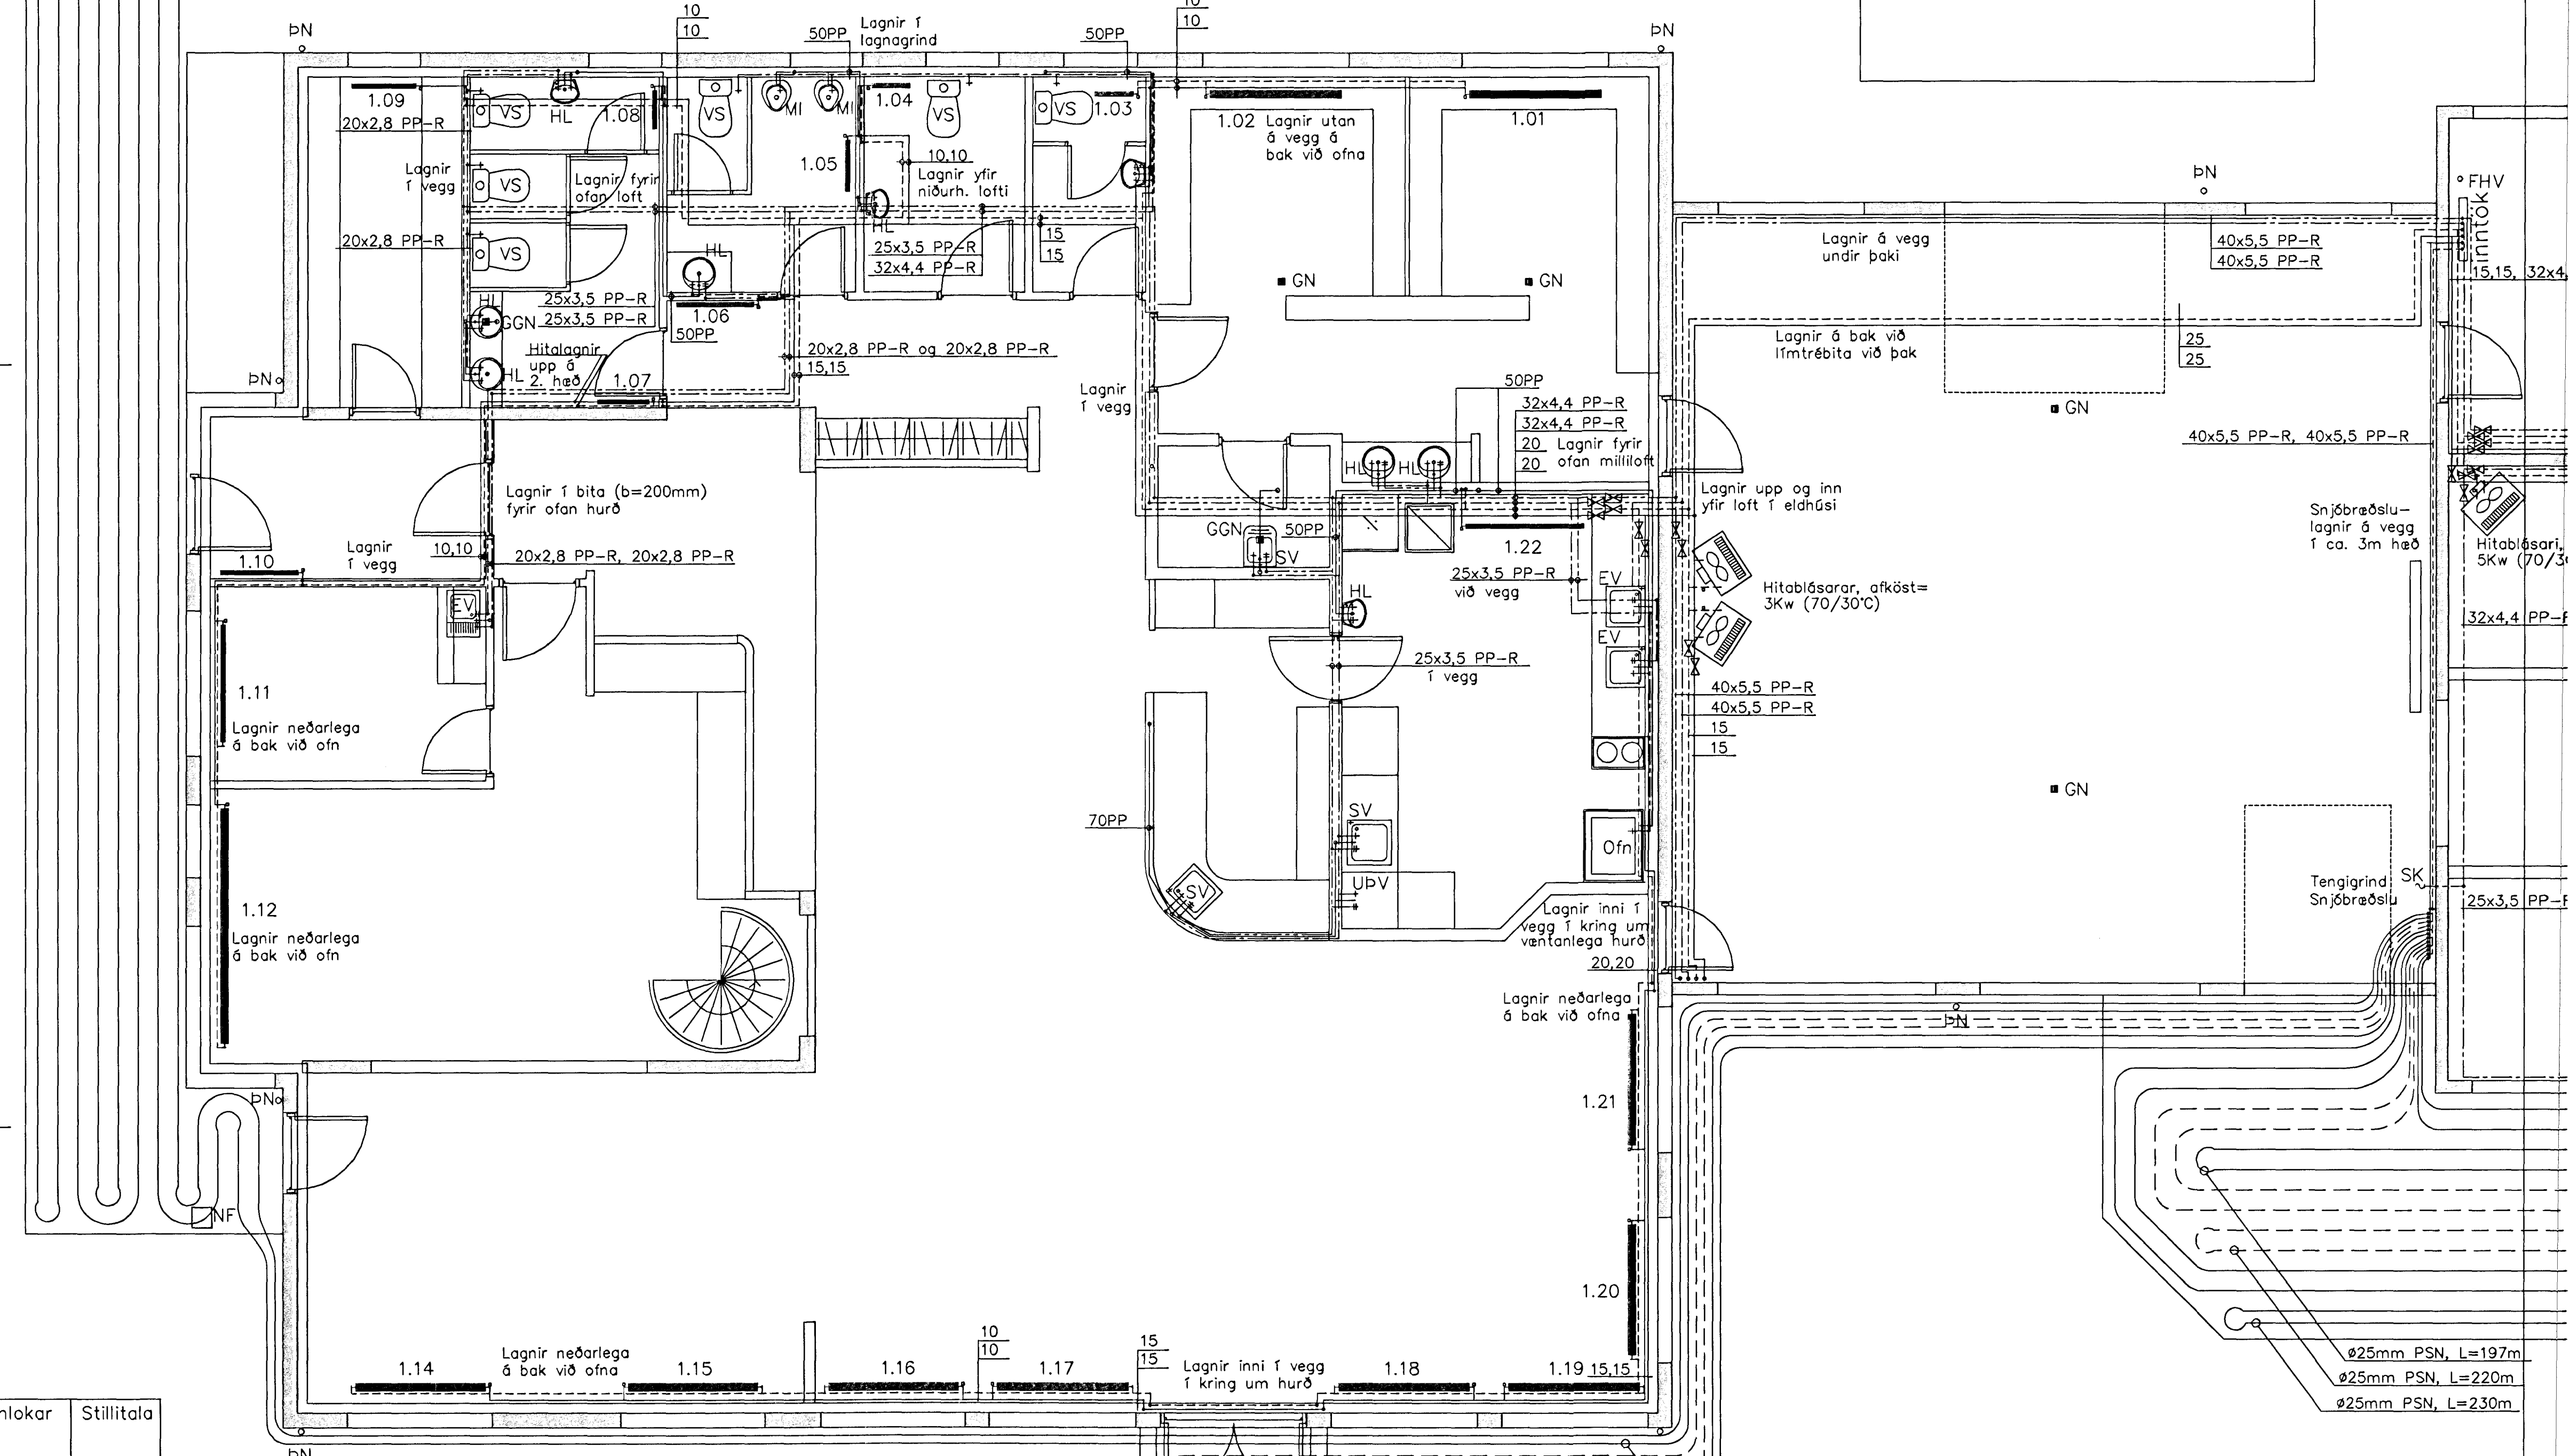 10
10
Lagnir í
lagnagrind
10
10
ÞN
50PP
50PP
ÞN
1.09
20x2,8 PP-R
VS
HL
1.08
VS
MI
MI
1.04
VS
VS
1.03
1.02
Lagnir utan
á vegg á
bak við ofna
1.01
Lagnir
í vegg
VS
Lagnir fyrir
ofan loft
1.05
10,10
Lagnir yfir
niðurh. lofti
HL
ÞN
FHV
Inntök
20x2,8 PP-R
VS
HL
25x3,5 PP-R
32x4,4 PP-R
15
15
Lagnir á vegg
undir þaki
40x5,5 PP-R
40x5,5 PP-R
15,15, 32x4,
GN
GN
HL
GGN
25x3,5 PP-R
25x3,5 PP-R
1.06
50PP
Hitalagnir
upp á
2. hæð
20x2,8 PP-R og 20x2,8 PP-R
15,15
Lagnir á bak við
límtrébita við þak
25
25
ÞN
HL
1.07
Lagnir
í vegg
50PP
32x4,4 PP-R
32x4,4 PP-R
20
20
Lagnir fyrir
ofan milliloft
GN
40x5,5 PP-R, 40x5,5 PP-R
HL
HL
Lagnir í bita (b=200mm)
fyrir ofan hurð
Lagnir upp og inn
yfir loft í eldhúsi
Snjóbræðslu-
lagnir á vegg
í ca. 3m hæð
Hitablásari,
5Kw (70/30
1.10
Lagnir
í vegg
10,10
20x2,8 PP-R, 20x2,8 PP-R
GGN
50PP
SV
1.22
25x3,5 PP-R
við vegg
EV
Hitablásarar, afköst=
3Kw (70/30°C)
EV
HL
EV
32x4,4 PP-R
25x3,5 PP-R
í vegg
1.11
Lagnir neðarlega
á bak við ofn
40x5,5 PP-R
40x5,5 PP-R
15
15
GN
70PP
SV
Ofn
SV
UÞV
Tengigrind
Snjóbræðslu
SK
25x3,5 PP-R
1.12
Lagnir neðarlega
á bak við ofn
Lagnir inni í
vegg í kring um
væntanlega hurð
20,20
Lagnir neðarlega
á bak við ofna
ÞN
ÞN
1.21
NF
1.20
Lagnir neðarlega
á bak við ofna
1.14
1.15
10
10
1.16
1.17
15
15
Lagnir inni í vegg
í kring um hurð
1.18
1.19
15,15
ø25mm PSN, L=197m
ø25mm PSN, L=220m
ø25mm PSN, L=230m
nlokar
Stillitala
ÞN